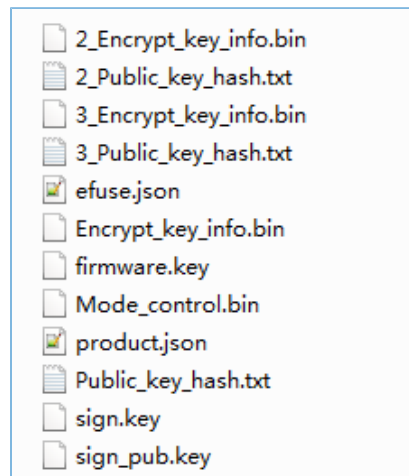 2_Encrypt_key_info.bin
2_Public_key_hash.txt
3_Encrypt_key_info.bin
3_Public_key_hash.txt
efuse.json
Encrypt_key_info.bin
firmware.key
Mode_control.bin
product.json
Public_key_hash.txt
sign.key
sign_pub.key